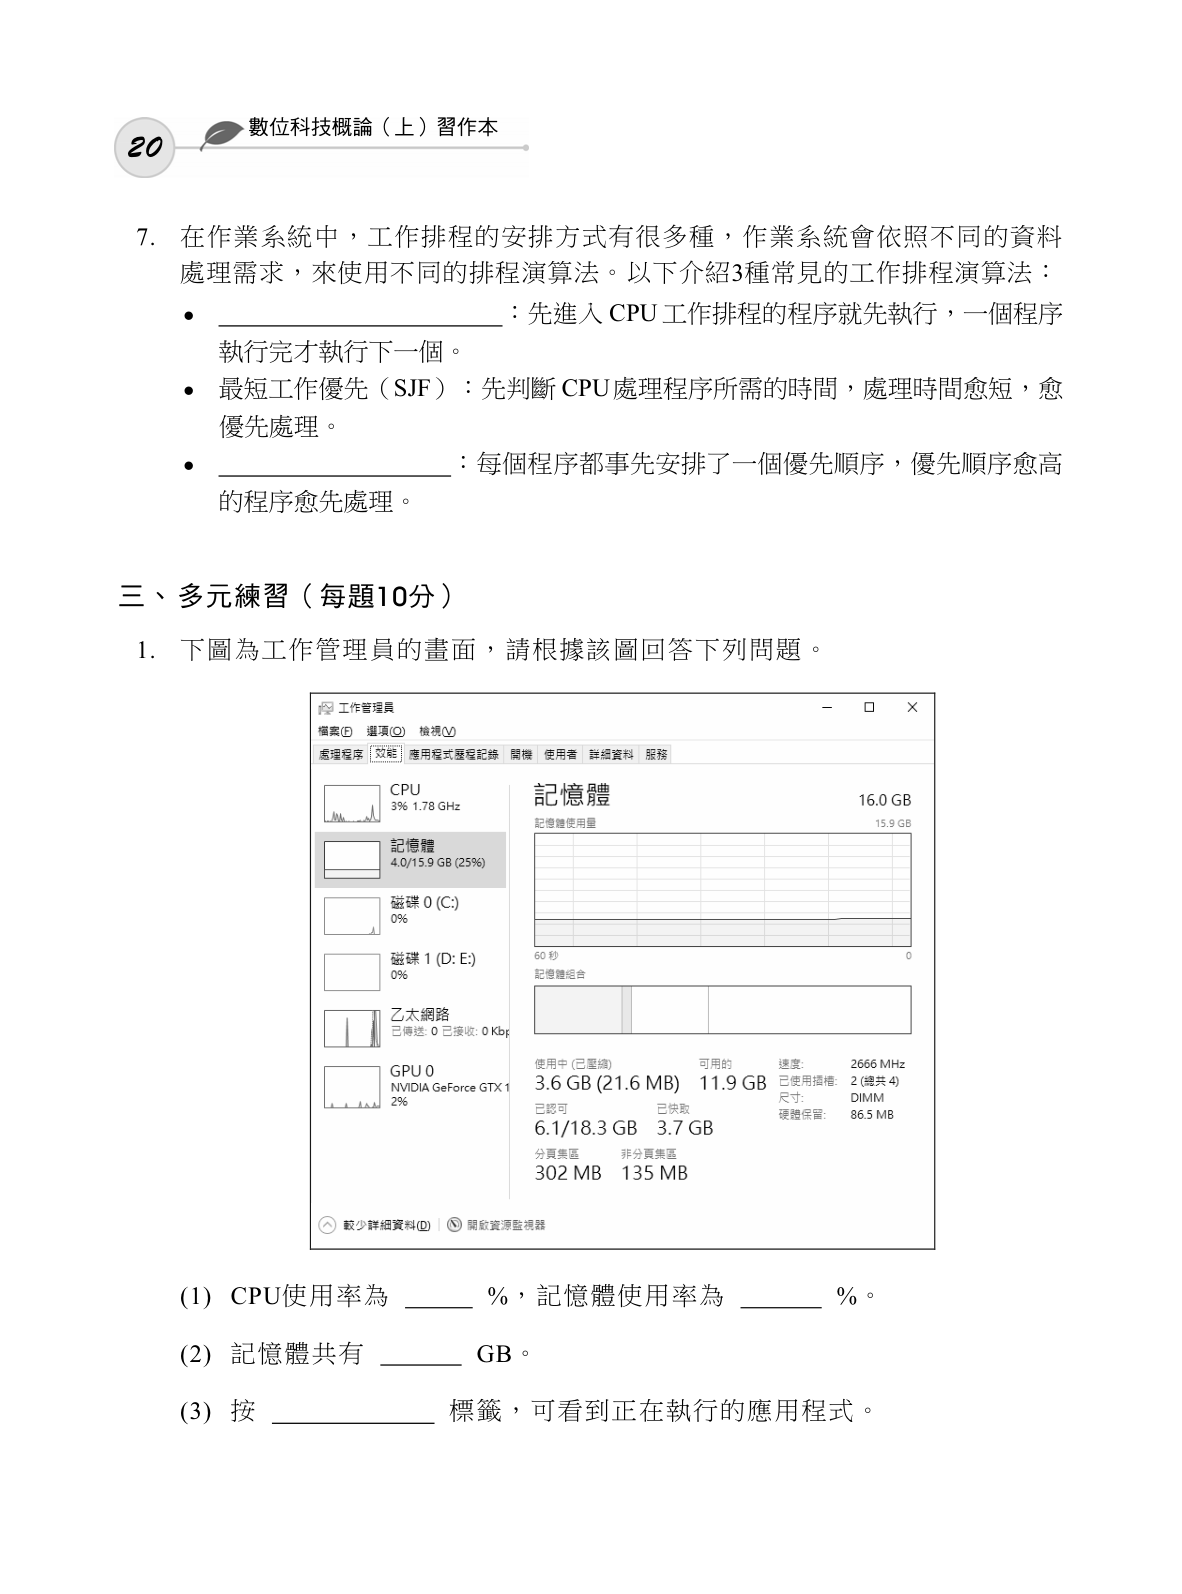 20
數位科技概論（上）習作本
7. 在作業系統中，工作排程的安排方式有很多種，作業系統會依照不同的資料
處理需求，來使用不同的排程演算法。以下介紹3種常見的工作排程演算法：
● ______________________：先進入 CPU 工作排程的程序就先執行，一個程序
執行完才執行下一個。
● 最短工作優先（SJF）：先判斷 CPU處理程序所需的時間，處理時間愈短，愈
優先處理。
● __________________：每個程序都事先安排了一個優先順序，優先順序愈高
的程序愈先處理。
三、多元練習（每題10分）
1. 下圖為工作管理員的畫面，請根據該圖回答下列問題。
工作管理員
檔案(F) 選項(O) 檢視(V)
處理程序 效能 應用程式歷程記錄 開機 使用者 詳細資料 服務
CPU
3% 1.78 GHz
記憶體
4.0/15.9 GB (25%)
磁碟 0 (C:)
0%
磁碟 1 (D: E:)
0%
乙太網路
已傳送: 0 已接收: 0 Kbp
GPU 0
NVIDIA GeForce GTX 1
2%
記憶體 16.0 GB
記憶體使用量 15.9 GB
60 秒 0
記憶體組合
使用中 (已壓縮) 可用的
3.6 GB (21.6 MB) 11.9 GB
已認可 已快取
6.1/18.3 GB 3.7 GB
分頁集區 非分頁集區
302 MB 135 MB
速度: 2666 MHz
已使用插槽: 2 (總共 4)
尺寸: DIMM
硬體保留: 86.5 MB
較少詳細資料(D) 開啟資源監視器
(1) CPU使用率為 _____ %，記憶體使用率為 ______ %。
(2) 記憶體共有 ______ GB。
(3) 按 ____________ 標籤，可看到正在執行的應用程式。